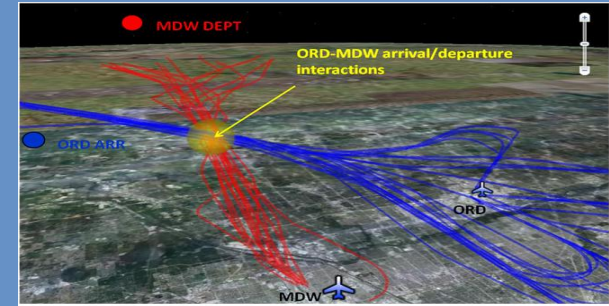 MDW DEPT
ORD-MDW arrival/departure
interactions
ORD ARR
ORD
MDW